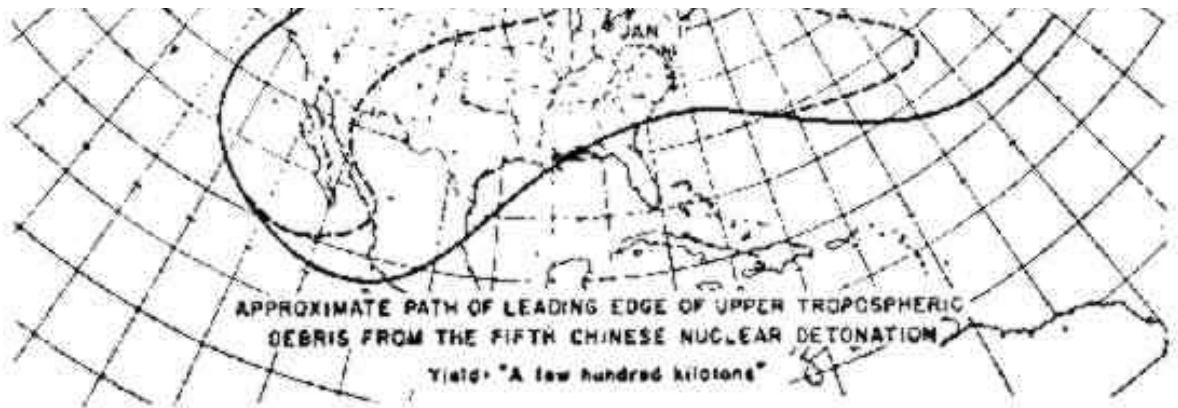 JAN 1
APPROXIMATE PATH OF LEADING EDGE OF UPPER TROPOSPHERIC
DEBRIS FROM THE FIFTH CHINESE NUCLEAR DETONATION
Yield: "A few hundred kilotons"